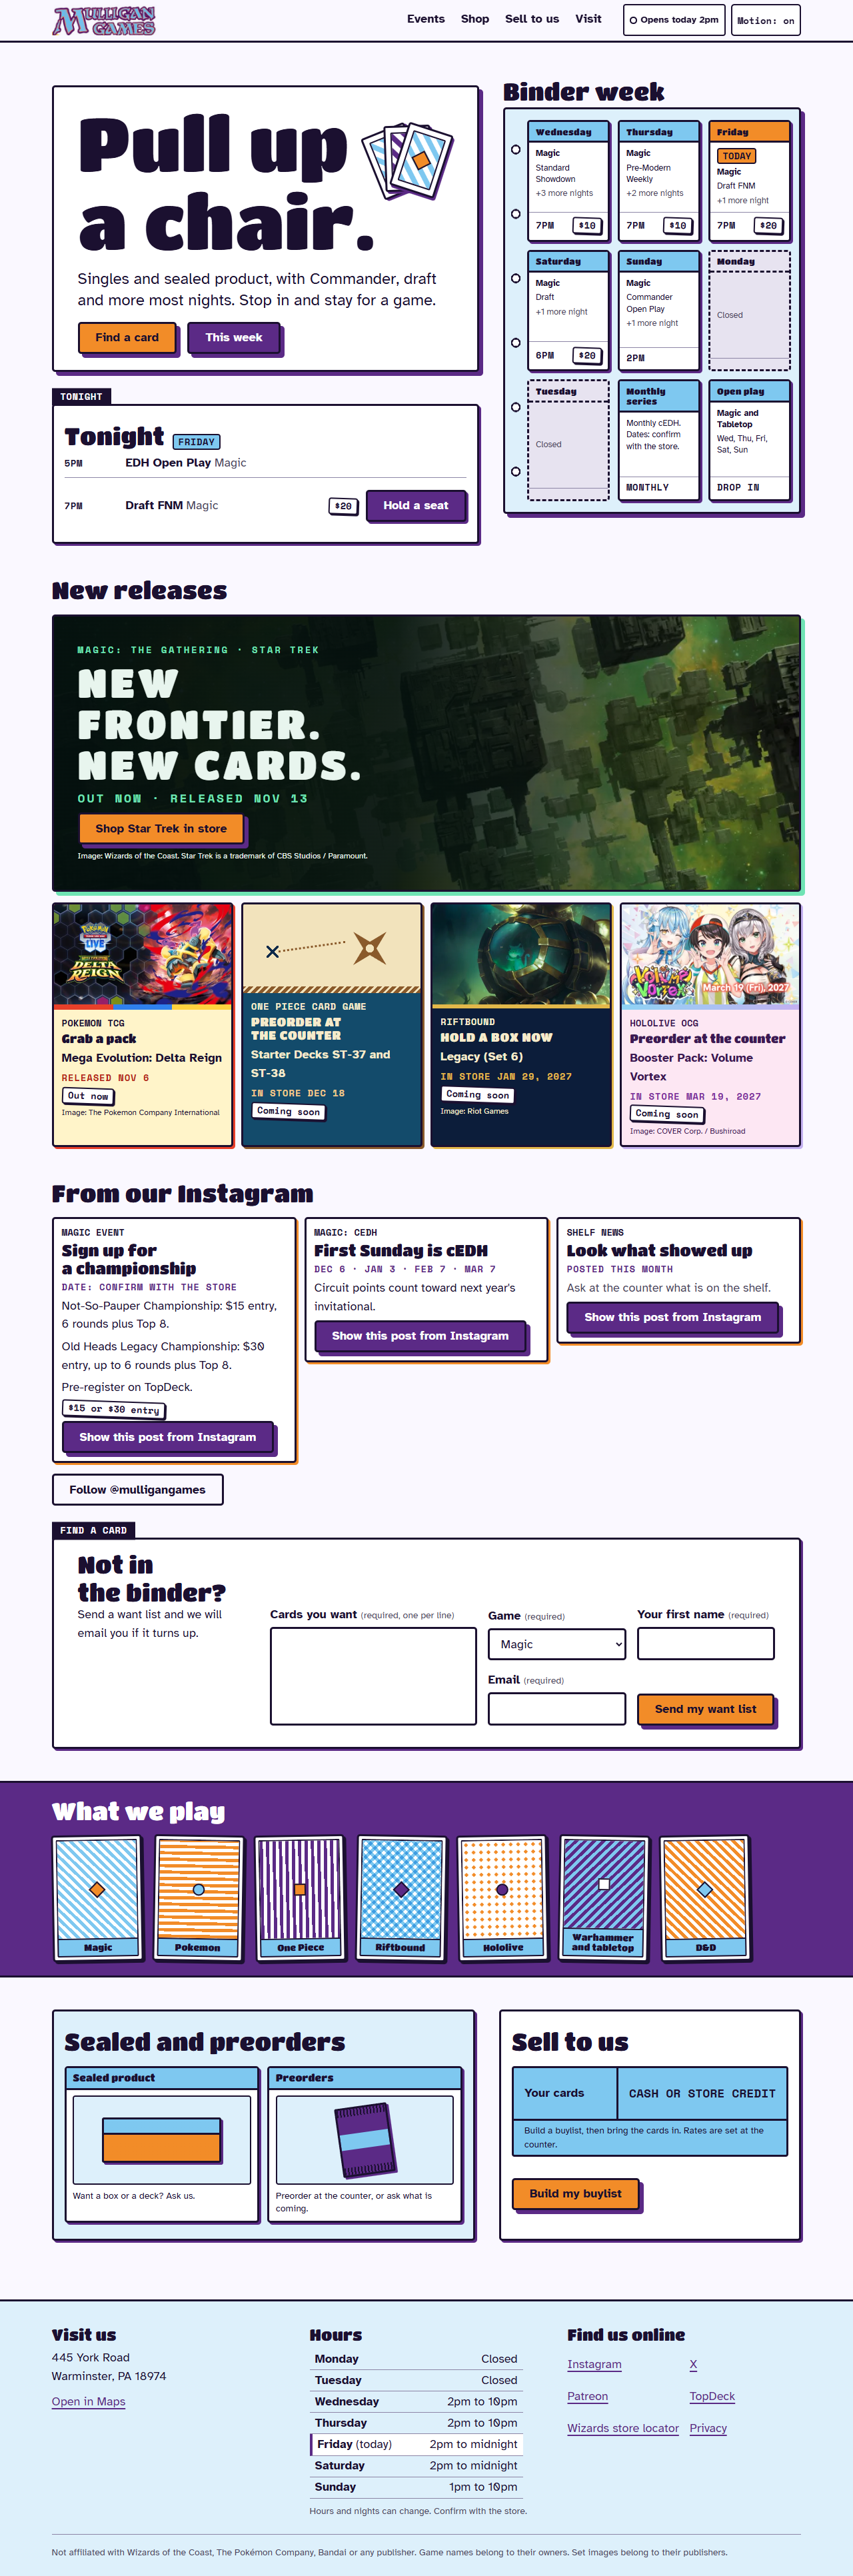 MULLIGAN
GAMES
Events Shop Sell to us Visit
Opens today 2pm
Motion: on
Pull up
a chair.
Singles and sealed product, with Commander, draft
and more most nights. Stop in and stay for a game.
Find a card
This week
TONIGHT
Tonight FRIDAY
5PM EDH Open Play Magic
7PM Draft FNM Magic $20 Hold a seat
Binder week
Wednesday
Magic
Standard
Showdown
+3 more nights
7PM $10
Thursday
Magic
Pre-Modern
Weekly
+2 more nights
7PM $10
Friday
TODAY
Magic
Draft FNM
+1 more night
7PM $20
Saturday
Magic
Draft
+1 more night
6PM $20
Sunday
Magic
Commander
Open Play
+1 more night
2PM
Monday
Closed
Tuesday
Closed
Monthly
series
Monthly cEDH.
Dates: confirm
with the store.
MONTHLY
Open play
Magic and
Tabletop
Wed, Thu, Fri,
Sat, Sun
DROP IN
New releases
MAGIC: THE GATHERING · STAR TREK
NEW
FRONTIER.
NEW CARDS.
OUT NOW · RELEASED NOV 13
Shop Star Trek in store
Image: Wizards of the Coast. Star Trek is a trademark of CBS Studios / Paramount.
POKÉMON
LIVE
DELTA
REIGN
POKEMON TCG
Grab a pack
Mega Evolution: Delta Reign
RELEASED NOV 6
Out now
Image: The Pokemon Company International
ONE PIECE CARD GAME
PREORDER AT
THE COUNTER
Starter Decks ST-37 and
ST-38
IN STORE DEC 18
Coming soon
RIFTBOUND
HOLD A BOX NOW
Legacy (Set 6)
IN STORE JAN 29, 2027
Coming soon
Image: Riot Games
Volume
Vortex
March 19 (Fri), 2027
HOLOLIVE OCG
Preorder at the counter
Booster Pack: Volume
Vortex
IN STORE MAR 19, 2027
Coming soon
Image: COVER Corp. / Bushiroad
From our Instagram
MAGIC EVENT
Sign up for
a championship
DATE: CONFIRM WITH THE STORE
Not-So-Pauper Championship: $15 entry,
6 rounds plus Top 8.
Old Heads Legacy Championship: $30
entry, up to 6 rounds plus Top 8.
Pre-register on TopDeck.
$15 or $30 entry
Show this post from Instagram
MAGIC: CEDH
First Sunday is cEDH
DEC 6 · JAN 3 · FEB 7 · MAR 7
Circuit points count toward next year's
invitational.
Show this post from Instagram
SHELF NEWS
Look what showed up
POSTED THIS MONTH
Ask at the counter what is on the shelf.
Show this post from Instagram
Follow @mulligangames
FIND A CARD
Not in
the binder?
Send a want list and we will
email you if it turns up.
Cards you want (required, one per line)
Game (required)
Magic
Your first name (required)
Email (required)
Send my want list
What we play
Magic
Pokemon
One Piece
Riftbound
Hololive
Warhammer
and tabletop
D&D
Sealed and preorders
Sealed product
Want a box or a deck? Ask us.
Preorders
Preorder at the counter, or ask what is
coming.
Sell to us
Your cards CASH OR STORE CREDIT
Build a buylist, then bring the cards in. Rates are set at the
counter.
Build my buylist
Visit us
445 York Road
Warminster, PA 18974
Open in Maps
Hours
Monday Closed
Tuesday Closed
Wednesday 2pm to 10pm
Thursday 2pm to 10pm
Friday (today) 2pm to midnight
Saturday 2pm to midnight
Sunday 1pm to 10pm
Hours and nights can change. Confirm with the store.
Find us online
Instagram X
Patreon TopDeck
Wizards store locator Privacy
Not affiliated with Wizards of the Coast, The Pokémon Company, Bandai or any publisher. Game names belong to their owners. Set images belong to their publishers.